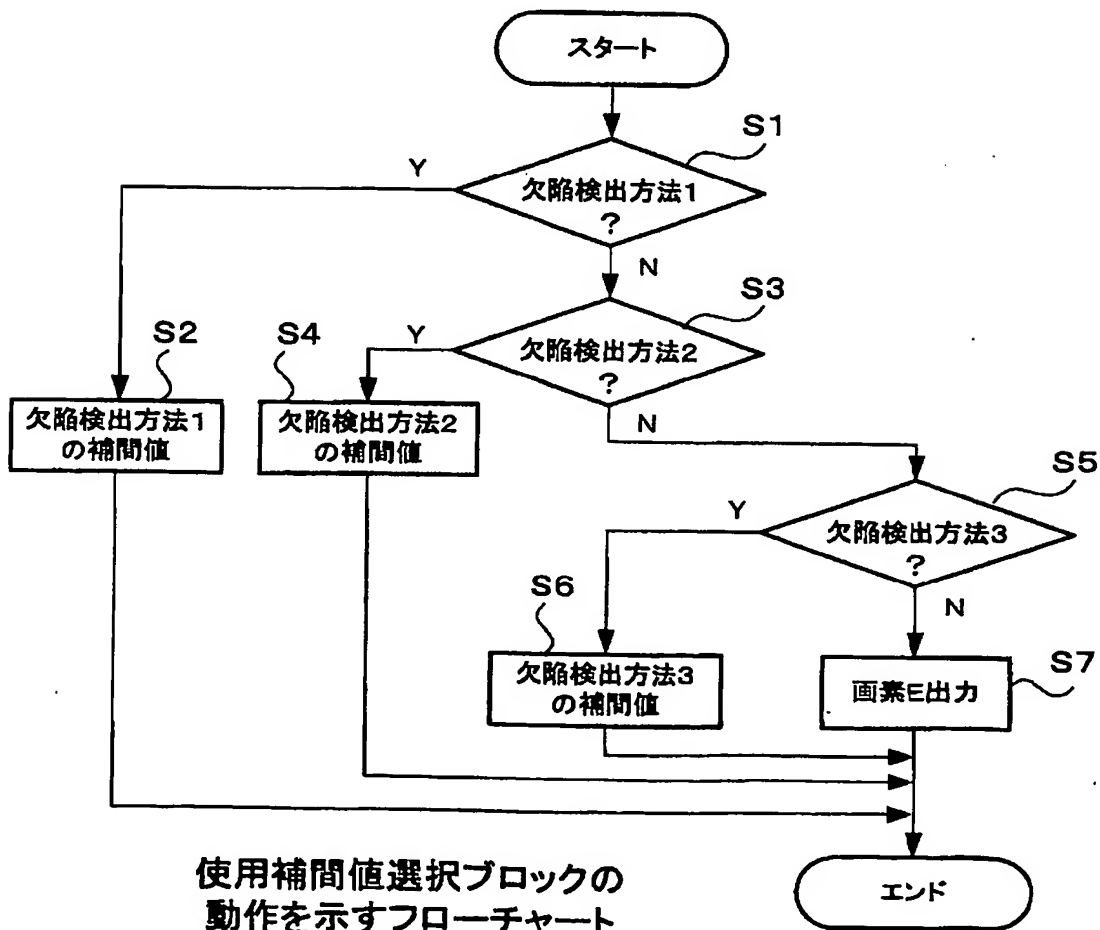 スタート
S1
Y
欠陥検出方法1
?
N
S3
S2
S4
Y
欠陥検出方法2
?
欠陥検出方法1
の補間値
欠陥検出方法2
の補間値
N
S5
Y
欠陥検出方法3
?
S6
N
欠陥検出方法3
の補間値
画素E出力
S7
使用補間値選択ブロックの
動作を示すフローチャート
エンド